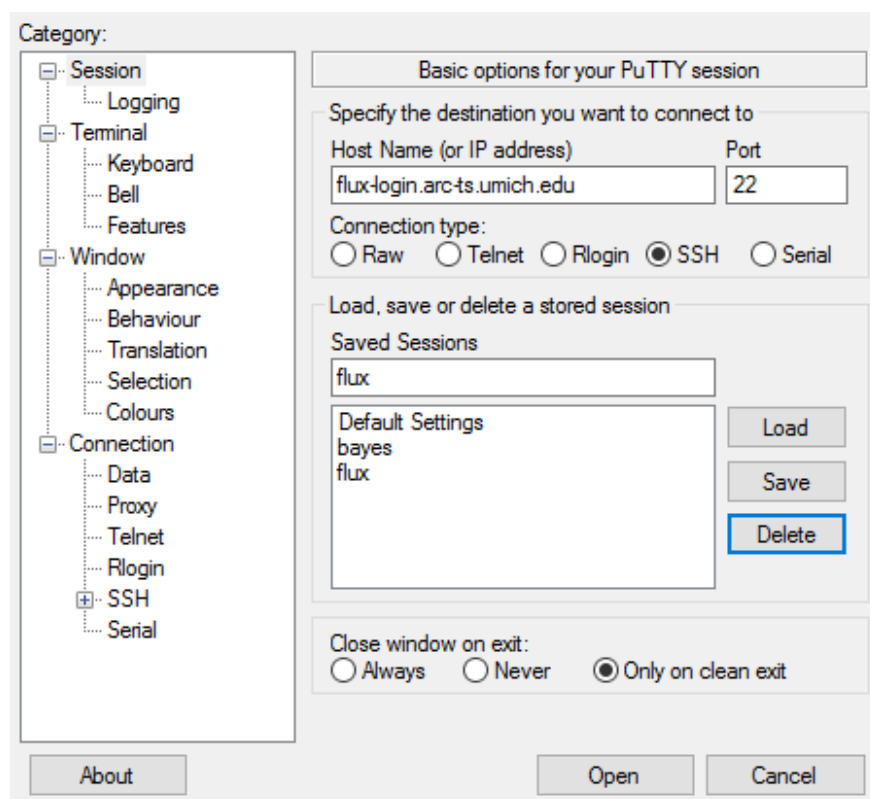 Category:
Session
Logging
Terminal
Keyboard
Bell
Features
Window
Appearance
Behaviour
Translation
Selection
Colours
Connection
Data
Proxy
Telnet
Rlogin
SSH
Serial
Basic options for your PuTTY session
Specify the destination you want to connect to
Host Name (or IP address) Port
flux-login.arc-ts.umich.edu 22
Connection type:
Raw Telnet Rlogin SSH Serial
Load, save or delete a stored session
Saved Sessions
flux
Default Settings
bayes
flux
Load
Save
Delete
Close window on exit:
Always Never Only on clean exit
About Open Cancel